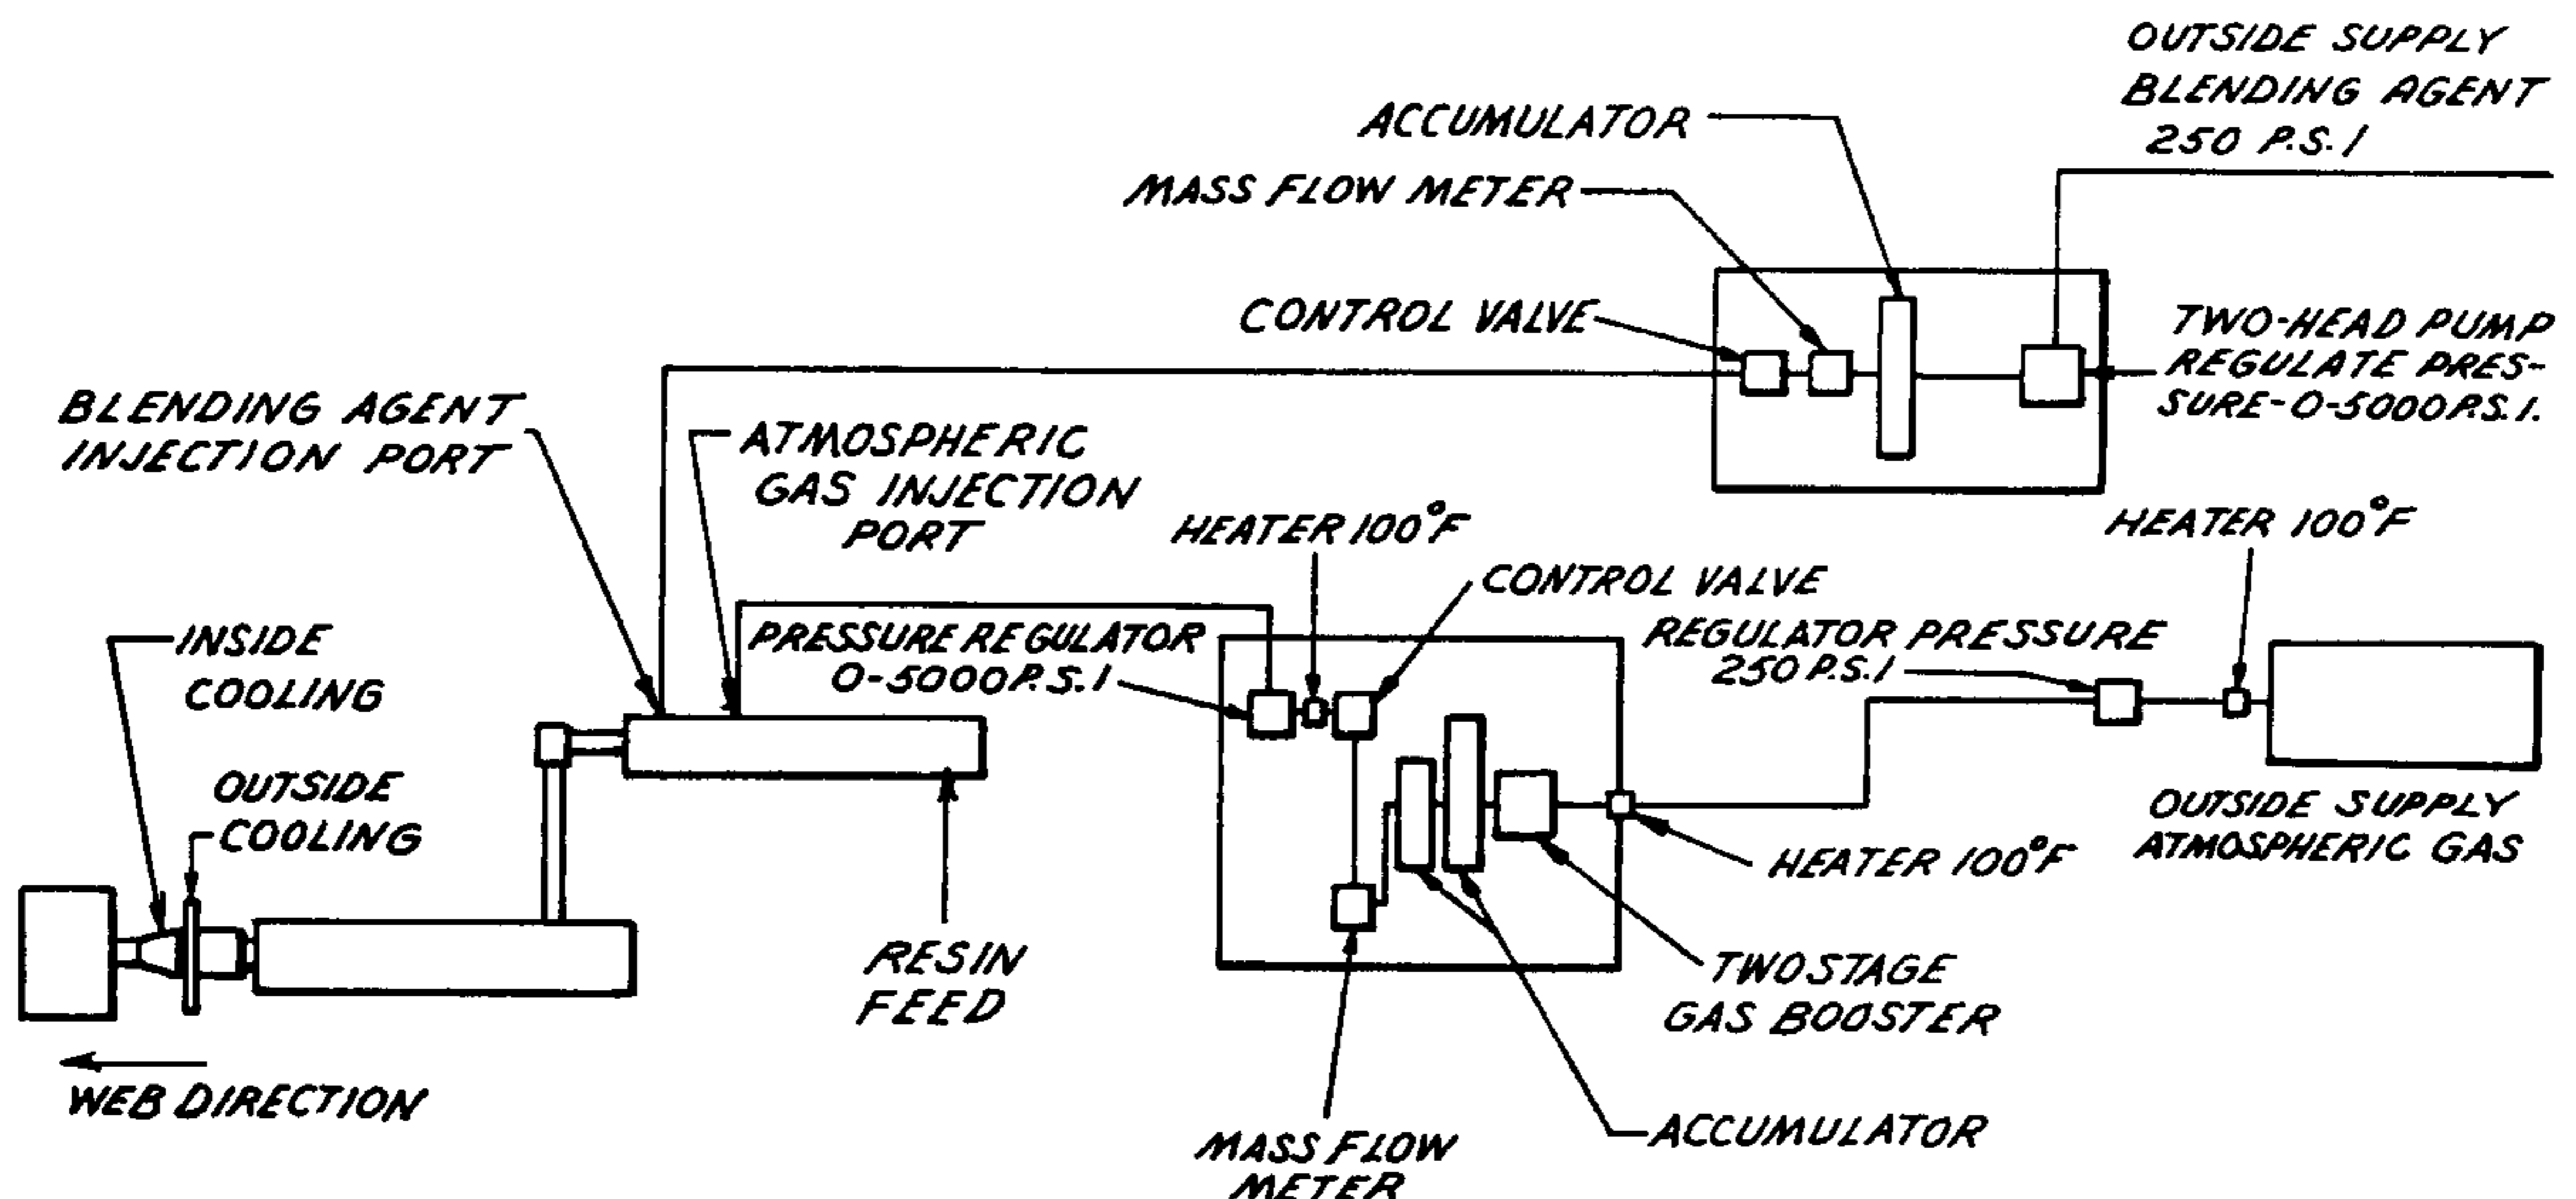 OUTSIDE SUPPLY
BLENDING AGENT
250 P.S.I
ACCUMULATOR
MASS FLOW METER
CONTROL VALVE
TWO-HEAD PUMP
REGULATE PRES-
SURE-0-5000 P.S.I.
BLENDING AGENT
INJECTION PORT
ATMOSPHERIC
GAS INJECTION
PORT
HEATER 100°F
CONTROL VALVE
HEATER 100°F
PRESSURE REGULATOR
0-5000 P.S.I
REGULATOR PRESSURE
250 P.S.I
INSIDE
COOLING
OUTSIDE
COOLING
OUTSIDE SUPPLY
ATMOSPHERIC GAS
HEATER 100°F
RESIN
FEED
TWO STAGE
GAS BOOSTER
WEB DIRECTION
MASS FLOW
METER
ACCUMULATOR